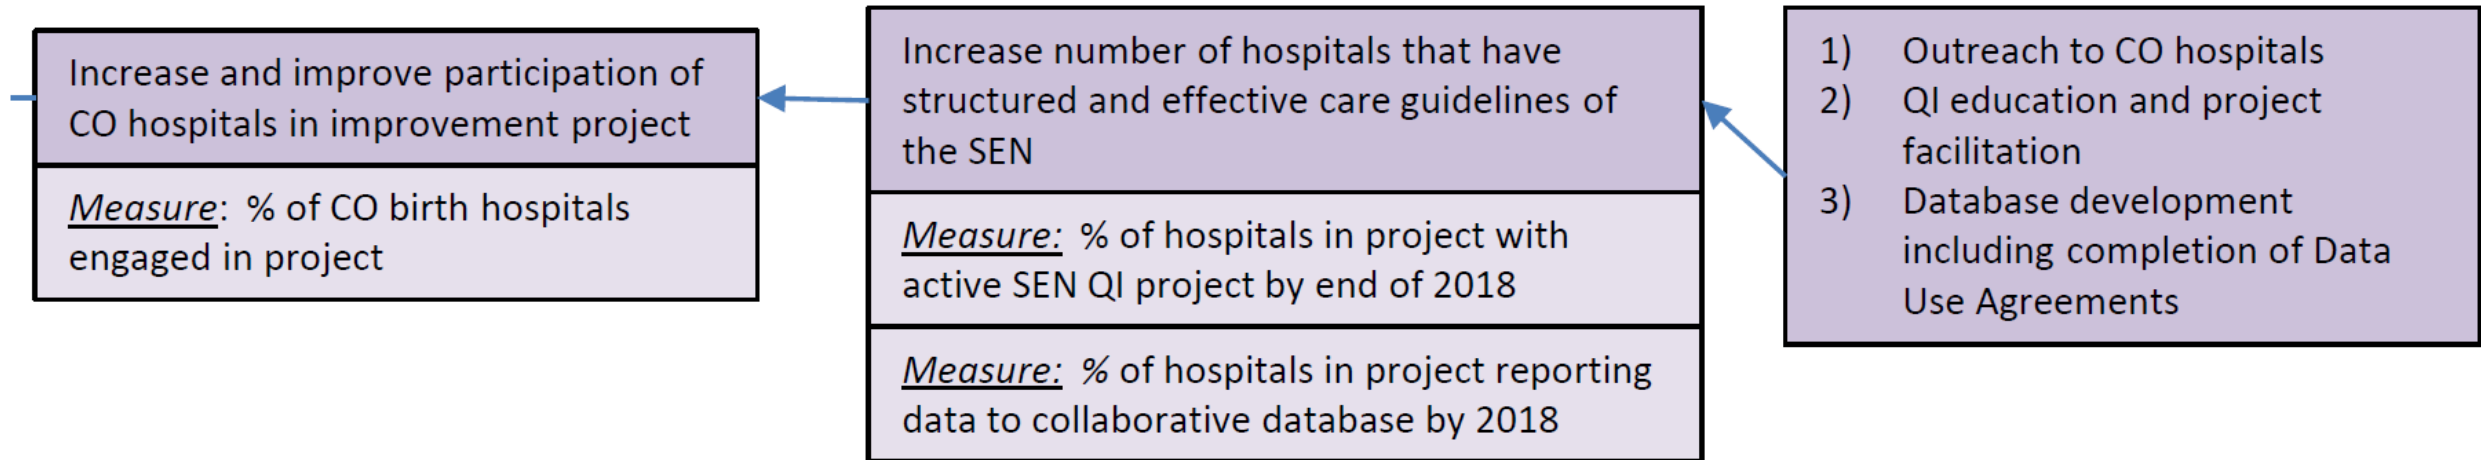 Increase and improve participation of
CO hospitals in improvement project
Measure: % of CO birth hospitals
engaged in project
Increase number of hospitals that have
structured and effective care guidelines of
the SEN
Measure: % of hospitals in project with
active SEN QI project by end of 2018
Measure: % of hospitals in project reporting
data to collaborative database by 2018
1) Outreach to CO hospitals
2) QI education and project
facilitation
3) Database development
including completion of Data
Use Agreements